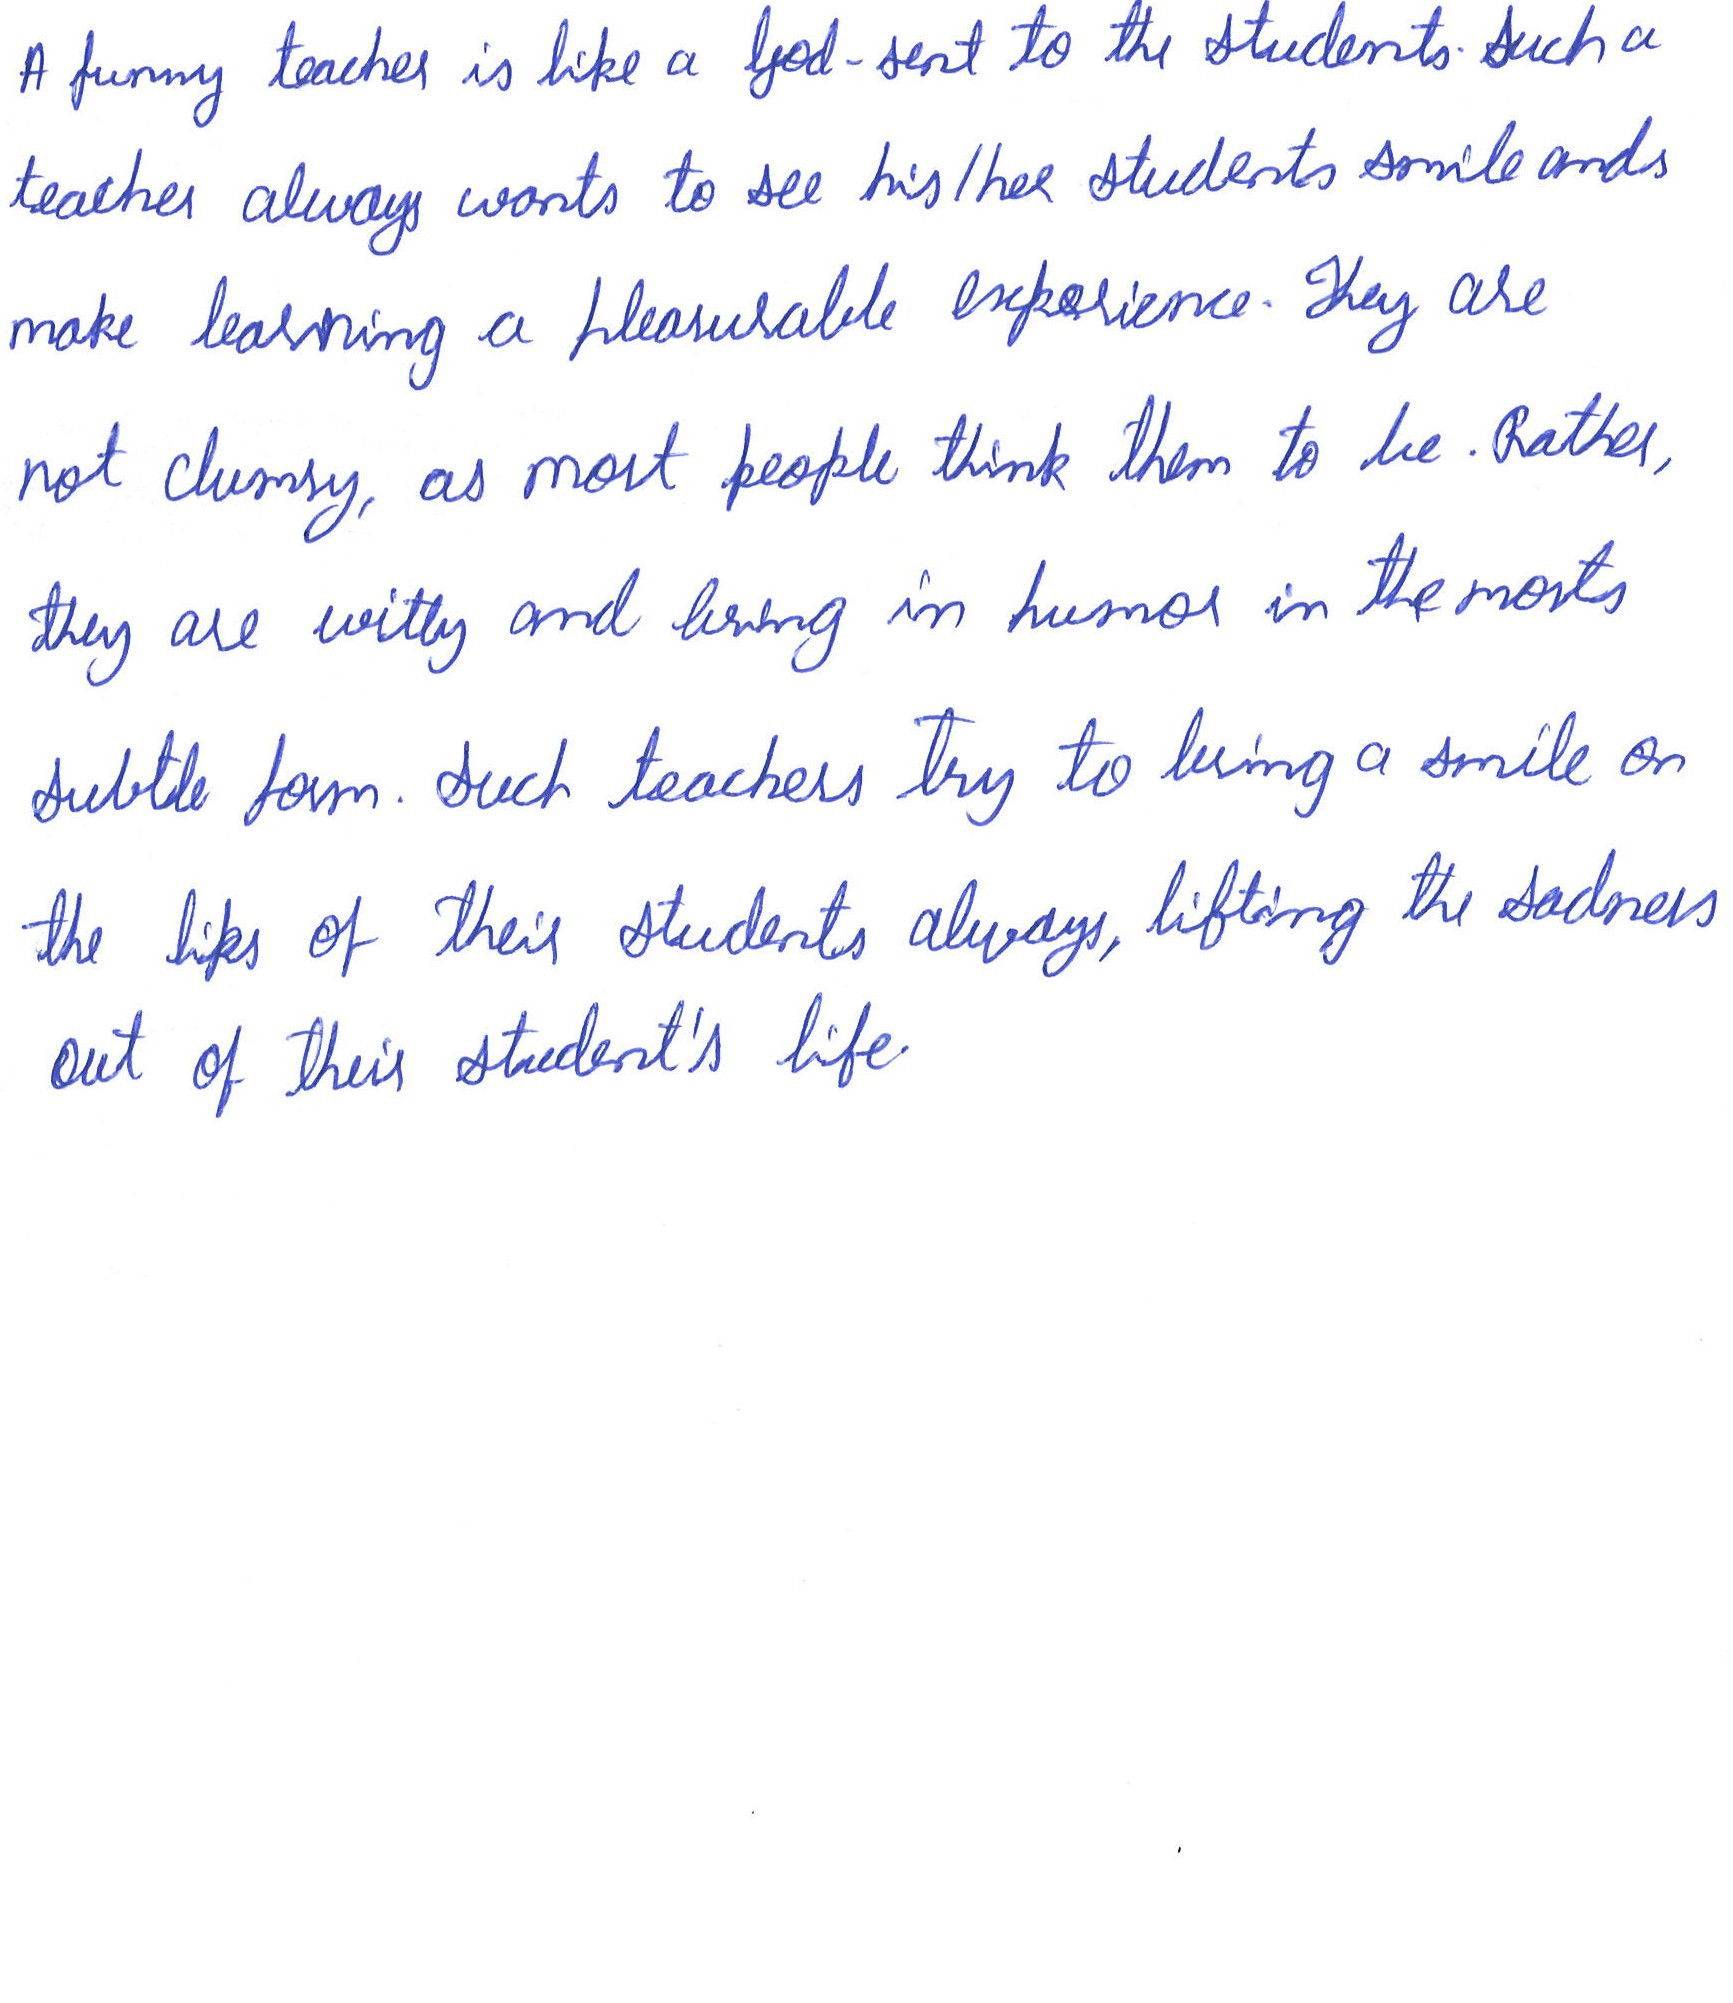 A funny teacher is like a God-sent to the students. Such a
teacher always wants to see his/her students smile ands
make learning a pleasurable experience. They are
not clumsy, as most people think them to be. Rather,
they are witty and bring in humor in the mosts
subtle form. Such teachers try to bring a smile on
the lips of their students always, lifting the sadness
out of their student's life.